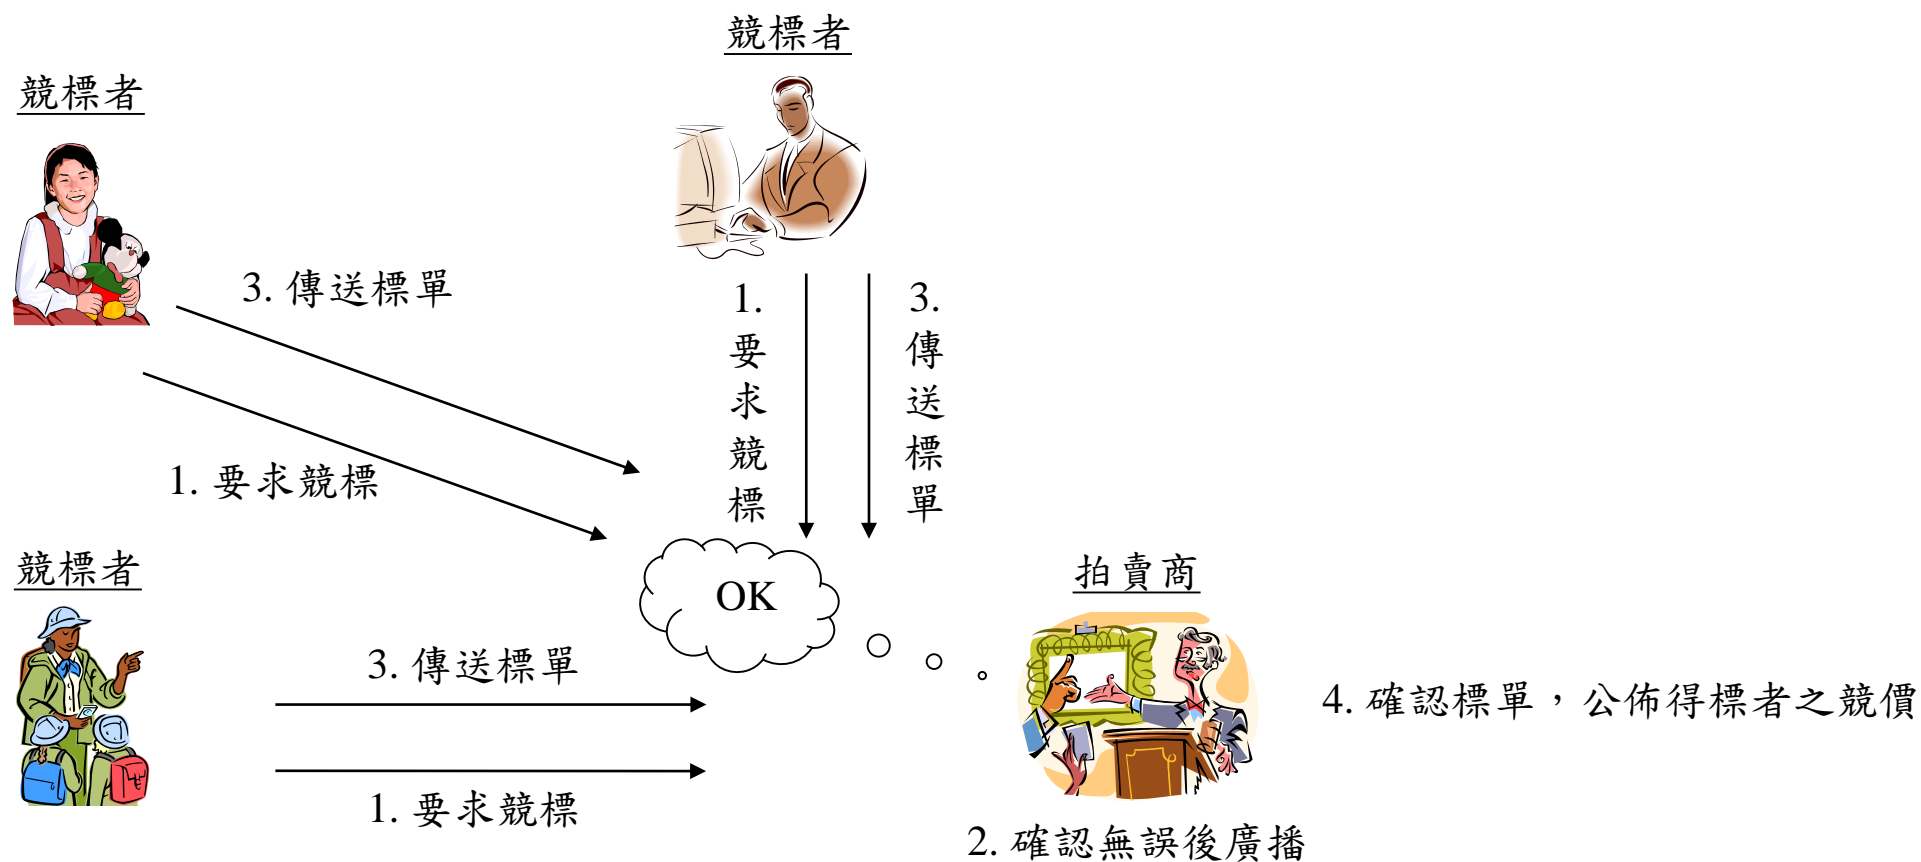 競標者
競標者
3. 傳送標單
1. 要求競標
1. 要求競標
3. 傳送標單
競標者
OK
拍賣商
3. 傳送標單
1. 要求競標
4. 確認標單，公佈得標者之競價
2. 確認無誤後廣播